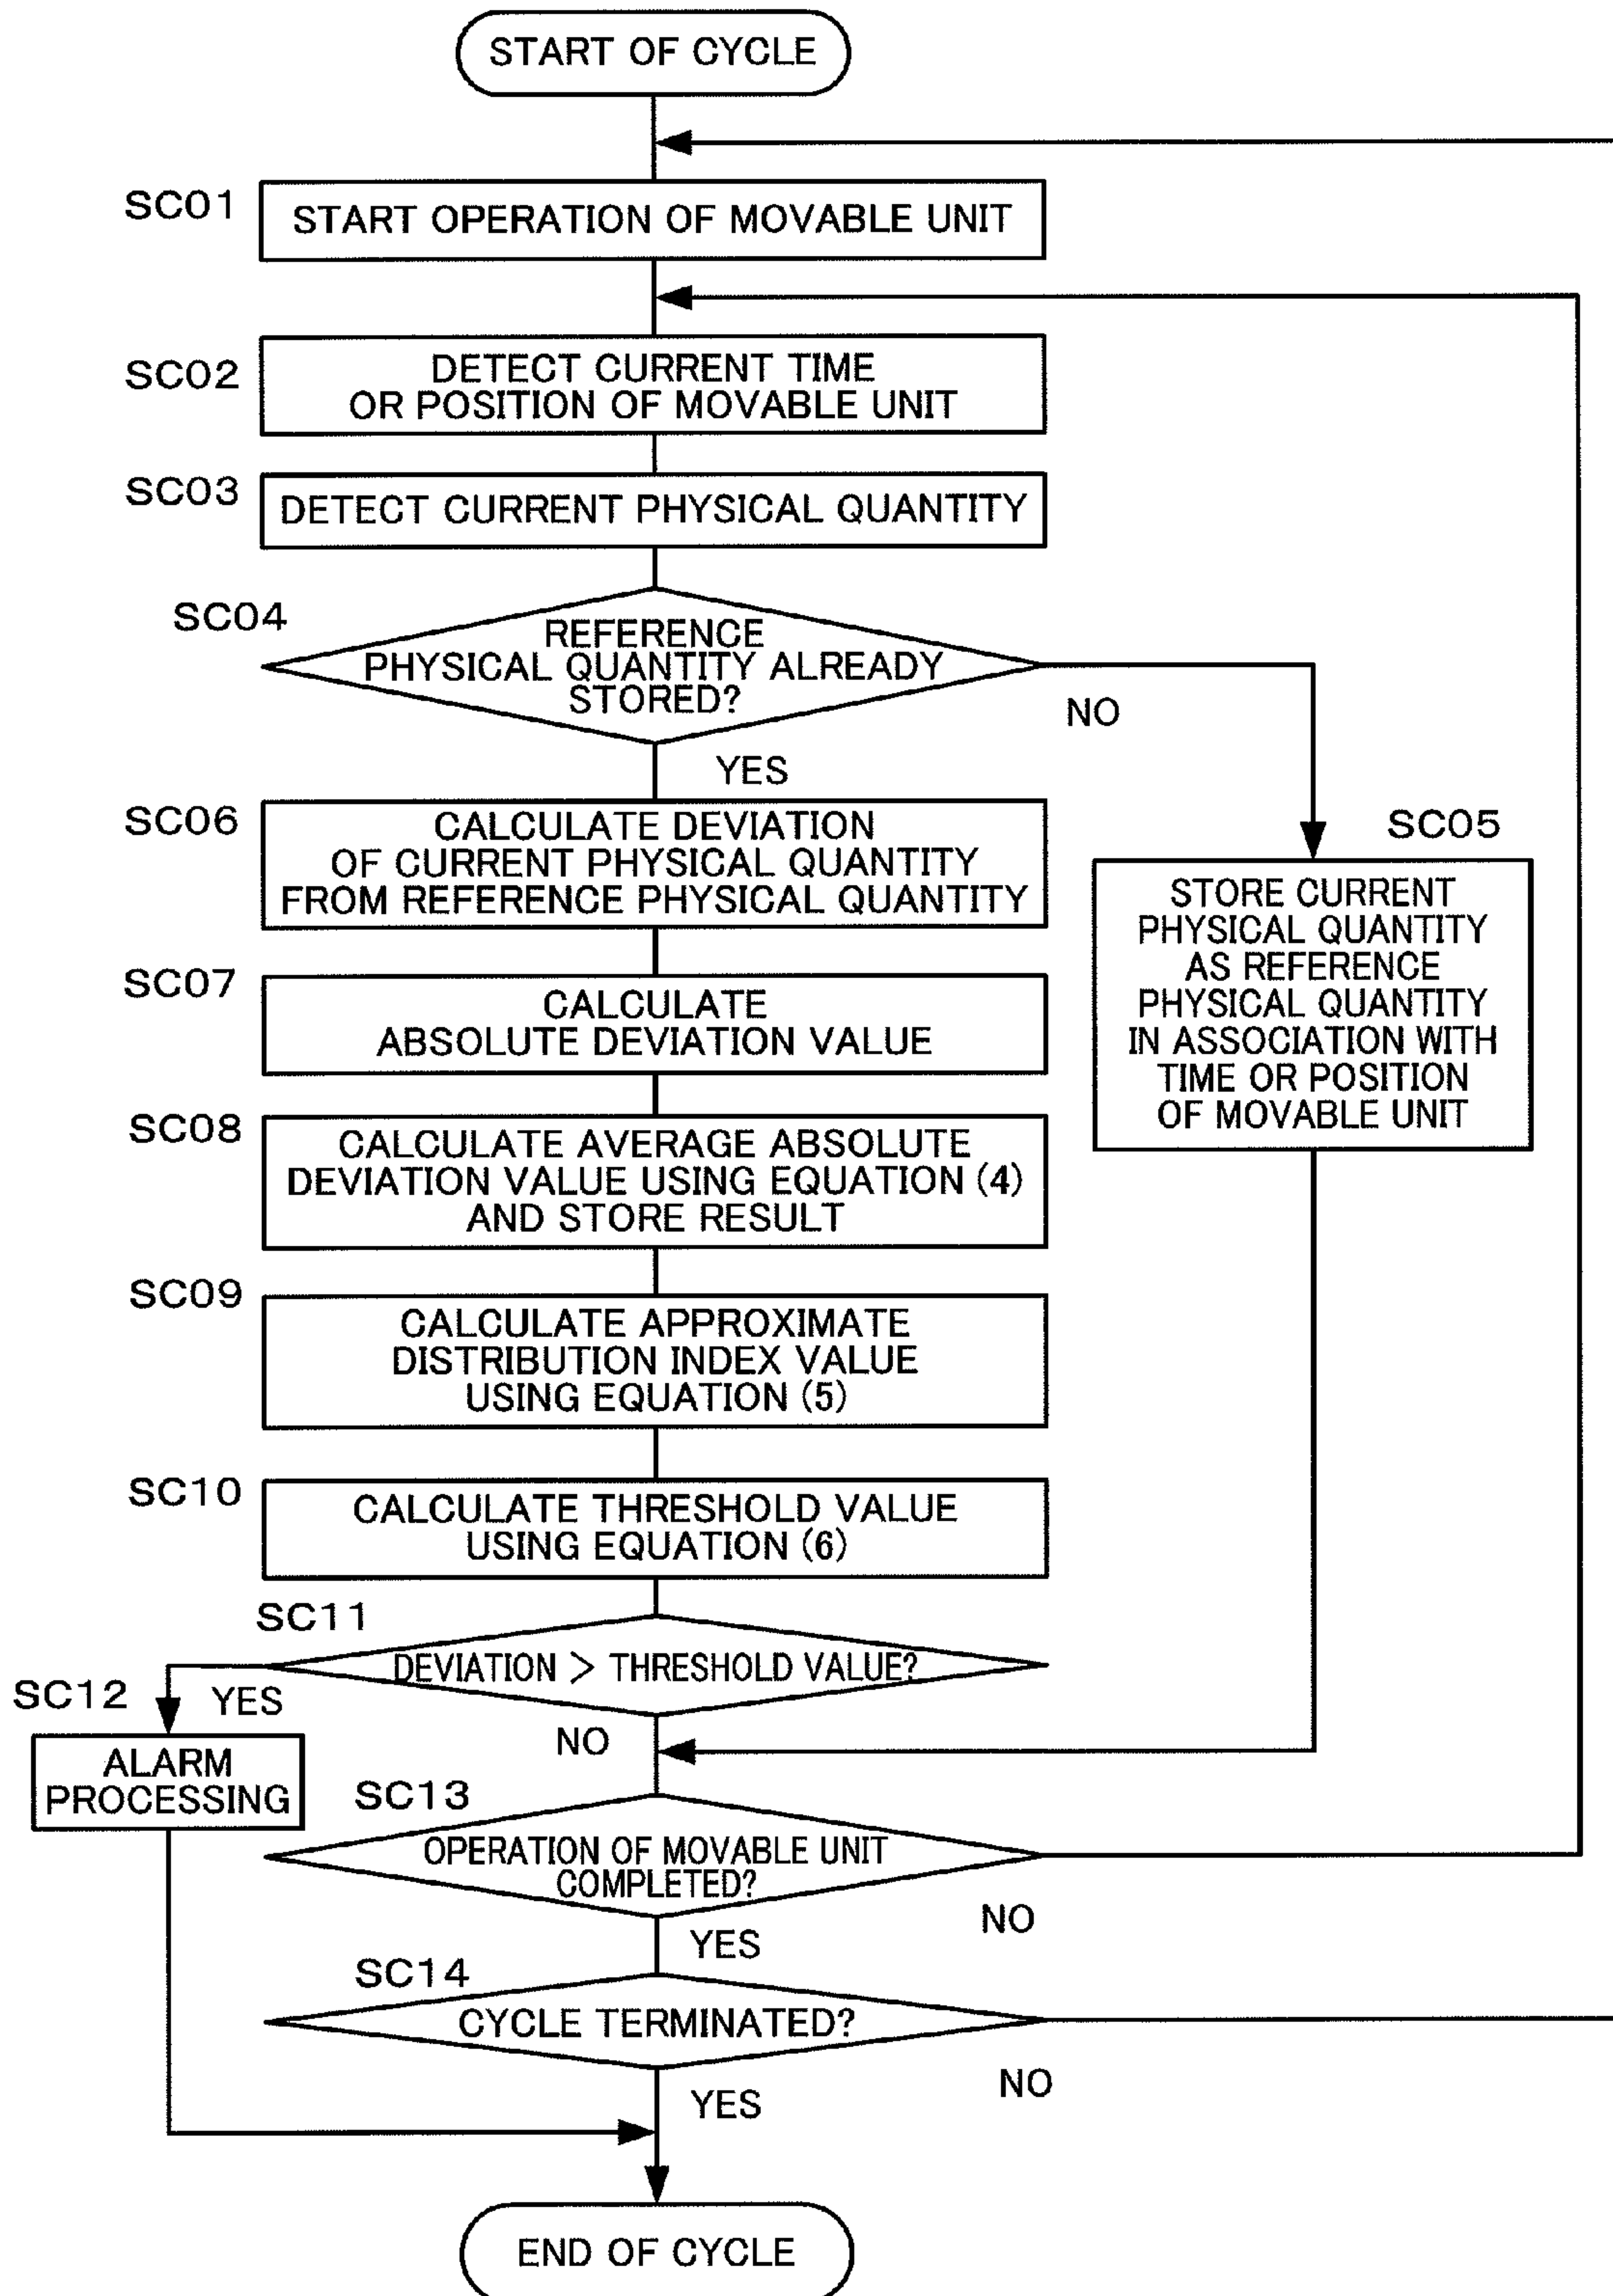 START OF CYCLE
SC01
START OPERATION OF MOVABLE UNIT
SC02
DETECT CURRENT TIME
OR POSITION OF MOVABLE UNIT
SC03
DETECT CURRENT PHYSICAL QUANTITY
SC04
REFERENCE
PHYSICAL QUANTITY ALREADY
STORED?
NO
YES
SC06
CALCULATE DEVIATION
OF CURRENT PHYSICAL QUANTITY
FROM REFERENCE PHYSICAL QUANTITY
SC05
STORE CURRENT
PHYSICAL QUANTITY
AS REFERENCE
PHYSICAL QUANTITY
IN ASSOCIATION WITH
TIME OR POSITION
OF MOVABLE UNIT
SC07
CALCULATE
ABSOLUTE DEVIATION VALUE
SC08
CALCULATE AVERAGE ABSOLUTE
DEVIATION VALUE USING EQUATION (4)
AND STORE RESULT
SC09
CALCULATE APPROXIMATE
DISTRIBUTION INDEX VALUE
USING EQUATION (5)
SC10
CALCULATE THRESHOLD VALUE
USING EQUATION (6)
SC11
DEVIATION > THRESHOLD VALUE?
SC12
YES
NO
ALARM
PROCESSING
SC13
OPERATION OF MOVABLE UNIT
COMPLETED?
NO
YES
SC14
CYCLE TERMINATED?
NO
YES
END OF CYCLE